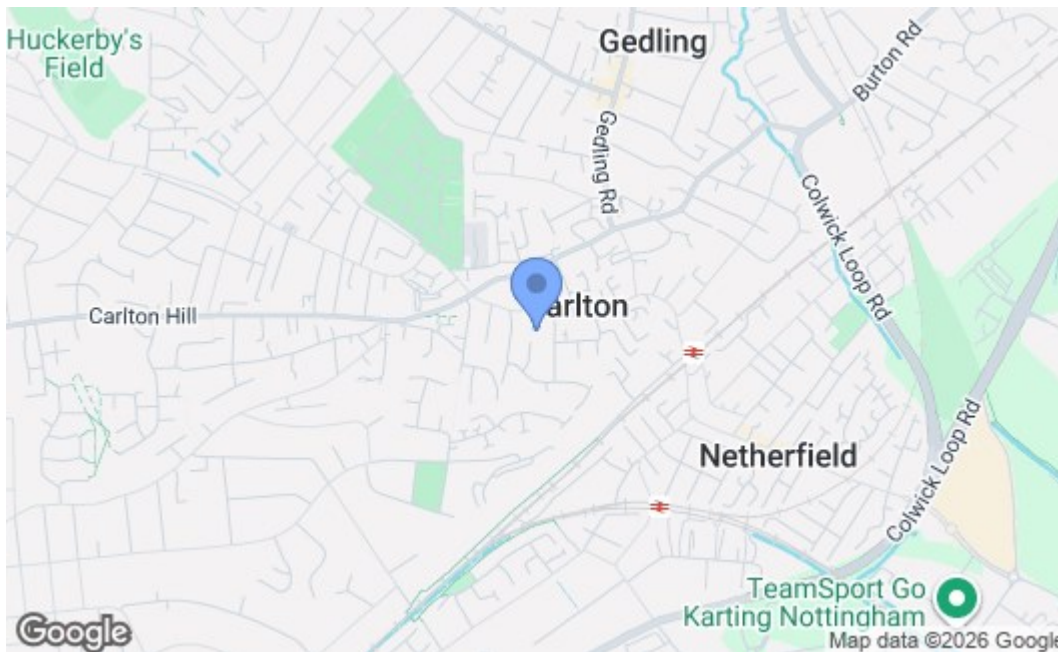 Huckerby's
Field
Gedling
Burton Rd
Gedling Rd
Colwick Loop Rd
Carlton Hill
arlton
Netherfield
Colwick Loop Rd
TeamSport Go
Karting Nottingham
Google
Map data ©2026 Google